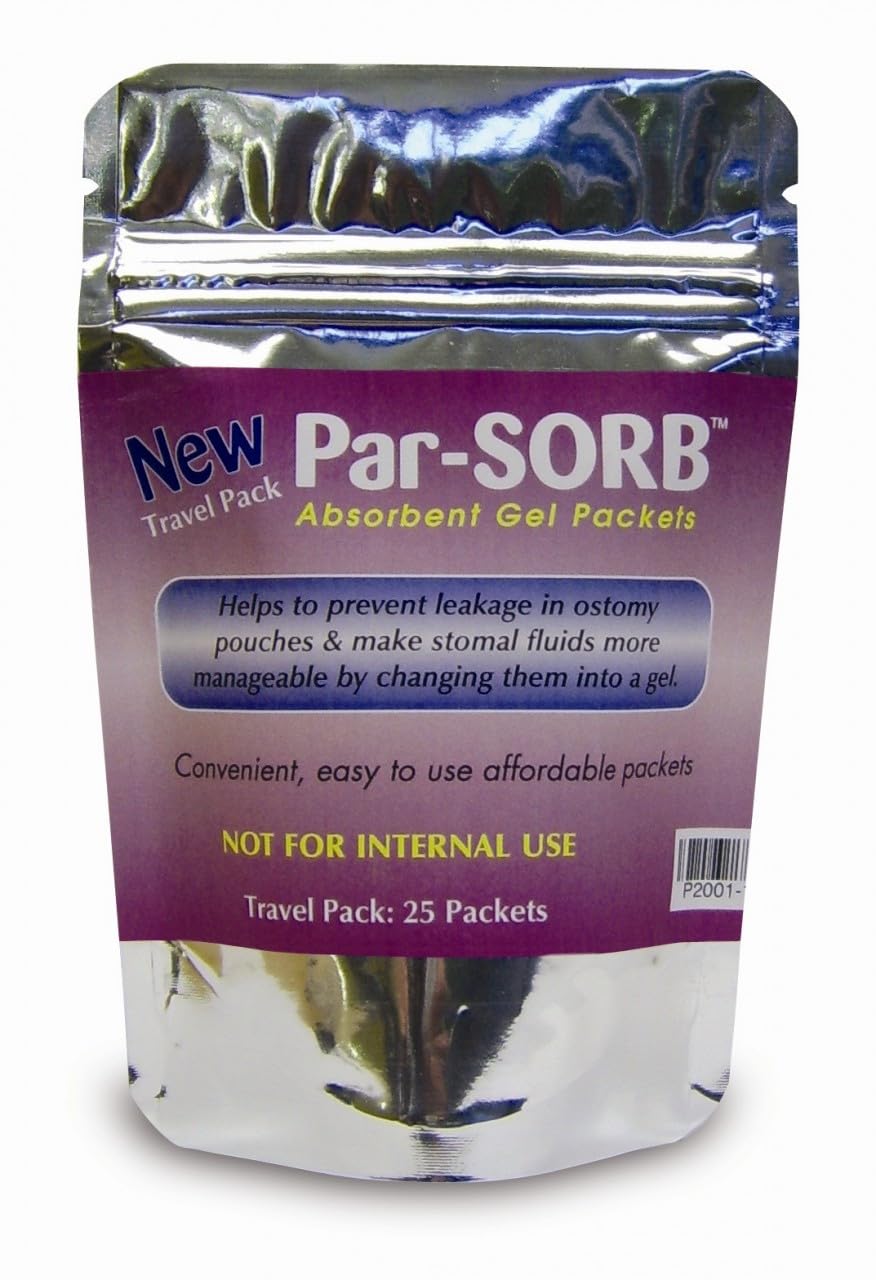 New
Travel Pack
Par-SORB™
Absorbent Gel Packets
Helps to prevent leakage in ostomy
pouches & make stomal fluids more
manageable by changing them into a gel.
Convenient, easy to use affordable packets
NOT FOR INTERNAL USE
Travel Pack: 25 Packets
P2001-